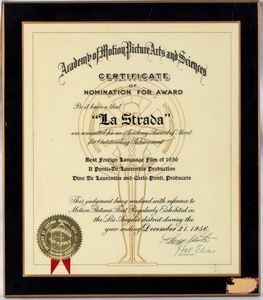 Academy of Motion Picture Arts and Sciences
CERTIFICATE
OF
NOMINATION FOR AWARD
Be it known that
"La Strada"
was nominated for an Academy Award of Merit
for Outstanding Achievement
Best Foreign Language Film of 1956
A Ponti-De Laurentiis Production
Dino De Laurentiis and Carlo Ponti, Producers
This judgment being rendered with reference to
Motion Pictures First Regularly Exhibited in
the Los Angeles district during the
year ending December 31, 1956.